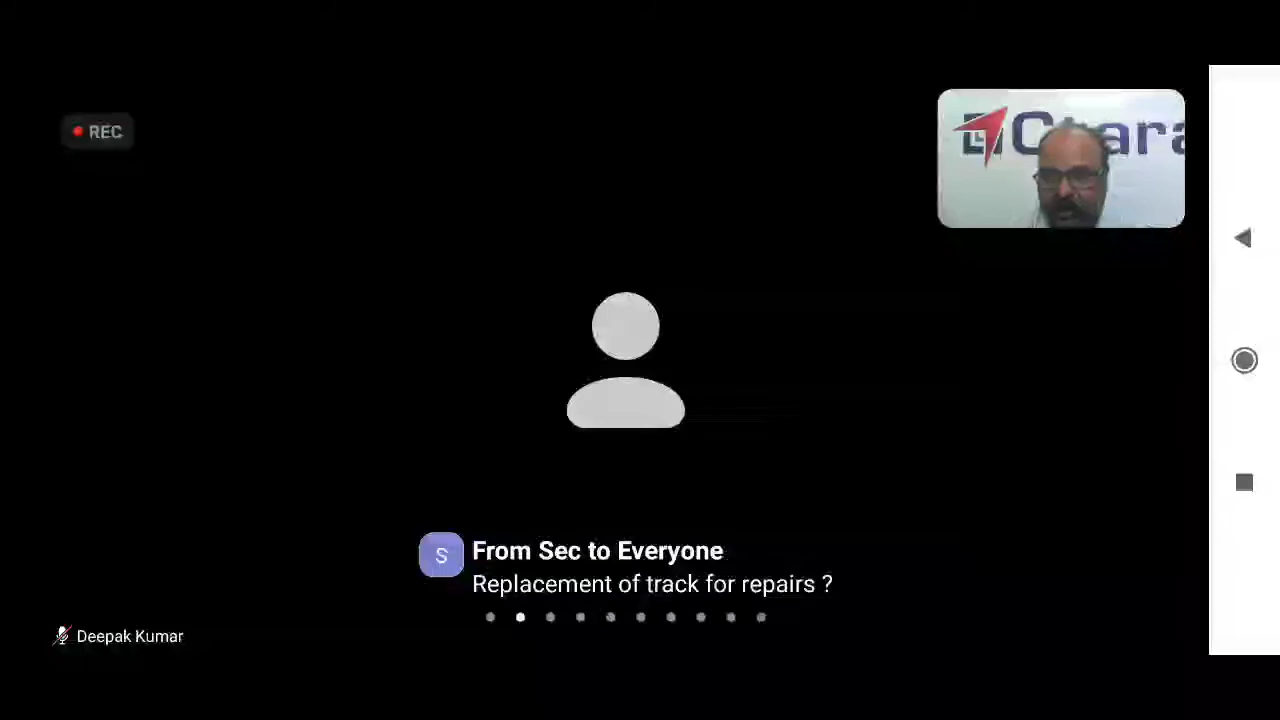 REC
S
From Sec to Everyone
Replacement of track for repairs ?
Deepak Kumar